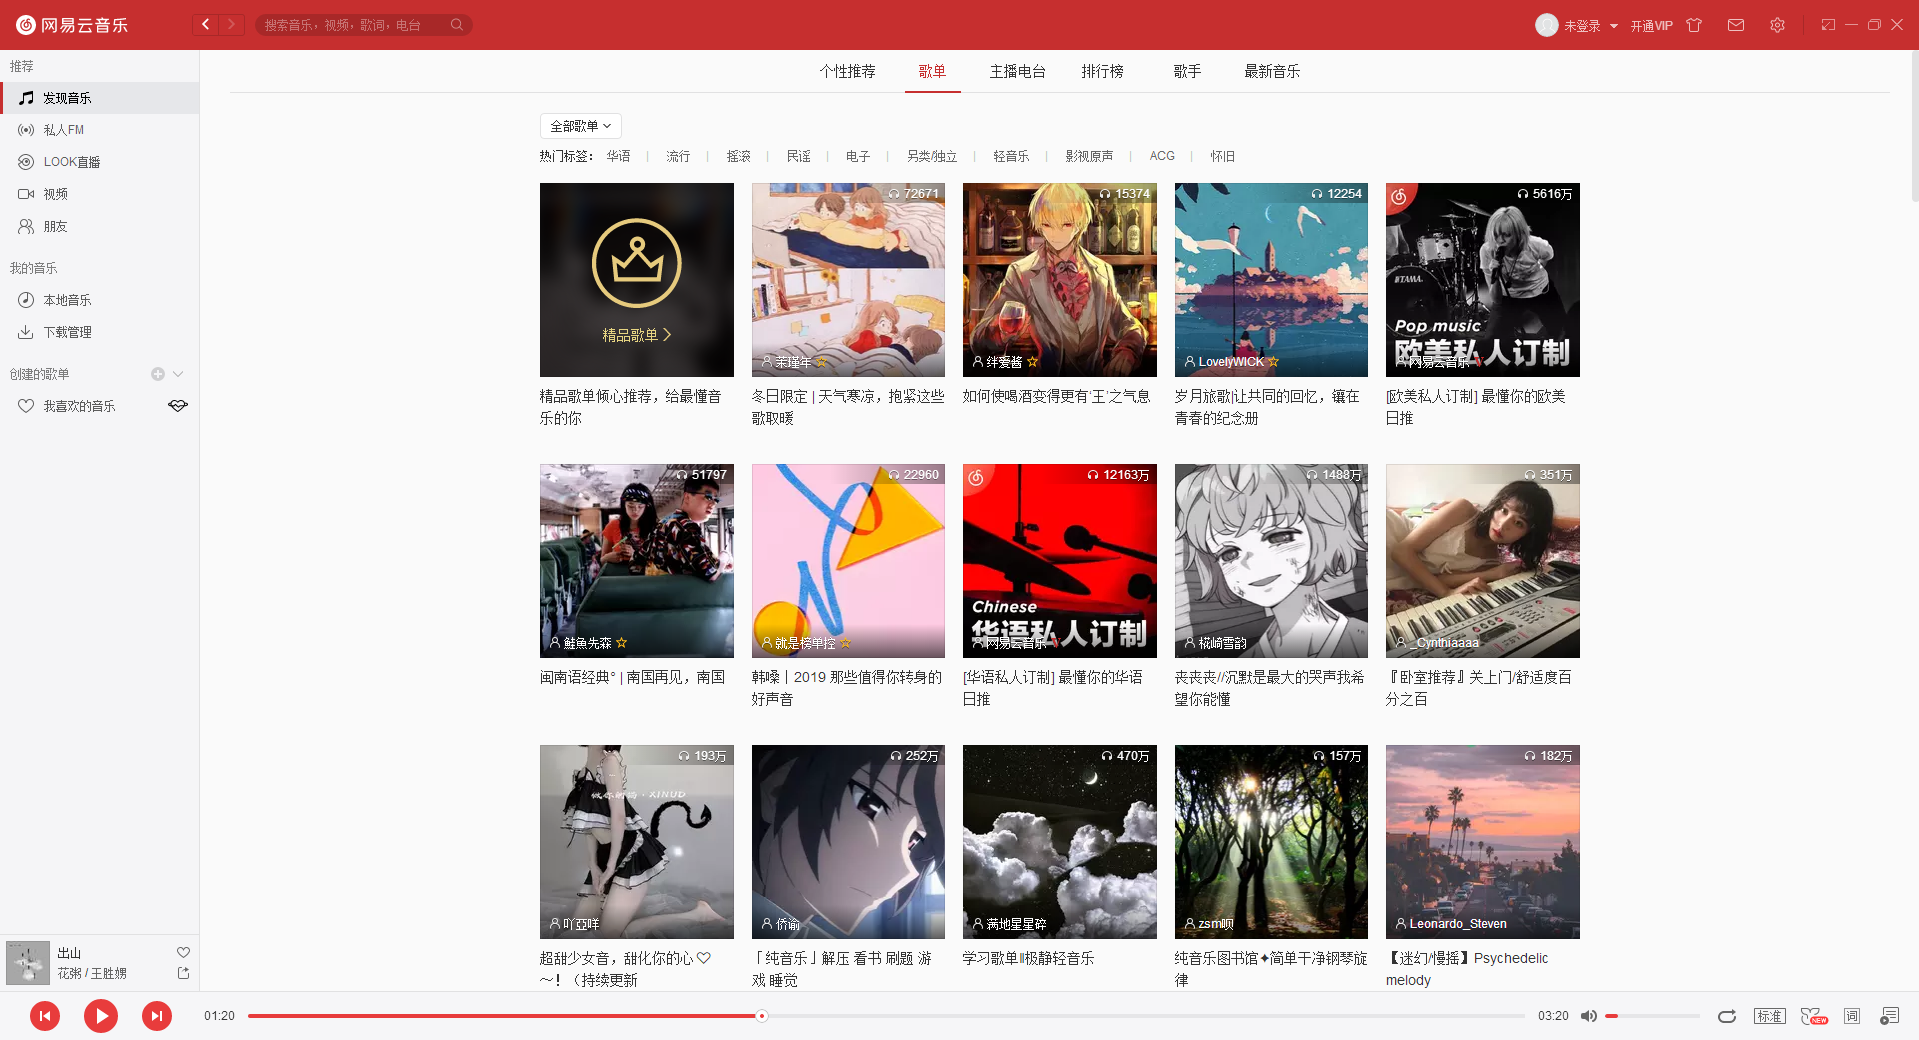 网易云音乐
搜索音乐，视频，歌词，电台
未登录
开通VIP
推荐
发现音乐
私人FM
LOOK直播
视频
朋友
我的音乐
本地音乐
下载管理
创建的歌单
我喜欢的音乐
个性推荐 歌单 主播电台 排行榜 歌手 最新音乐
全部歌单
热门标签： 华语 | 流行 | 摇滚 | 民谣 | 电子 | 另类/独立 | 轻音乐 | 影视原声 | ACG | 怀旧
精品歌单
精品歌单倾心推荐，给最懂音
乐的你
72671
茉瑾年
冬日限定 | 天气寒凉，抱紧这些
歌取暖
15374
绊爱酱
如何使喝酒变得更有‘王’之气息
12254
LovelyWICK
岁月旅歌|让共同的回忆，镶在
青春的纪念册
5616万
TAMA.
Pop music
欧美私人订制
网易云音乐
[欧美私人订制] 最懂你的欧美
日推
51797
鮭魚先森
闽南语经典° | 南国再见，南国
22960
就是榜单控
韩嗓丨2019 那些值得你转身的
好声音
12163万
Chinese
华语私人订制
网易云音乐
[华语私人订制] 最懂你的华语
日推
1488万
椛崎雪韵
丧丧丧//沉默是最大的哭声我希
望你能懂
351万
_Cynthiaaaa
『卧室推荐』关上门/舒适度百
分之百
193万
XINUD
吖亞咩
超甜少女音，甜化你的心♡
～！（持续更新
252万
侨谕
「纯音乐」解压 看书 刷题 游
戏 睡觉
470万
满地星星碎
学习歌单‖极静轻音乐
157万
zsm呗
纯音乐图书馆✦简单干净钢琴旋
律
182万
Leonardo_Steven
【迷幻/慢摇】Psychedelic
melody
出山
花粥 / 王胜娚
01:20
03:20
标准
NEW
词